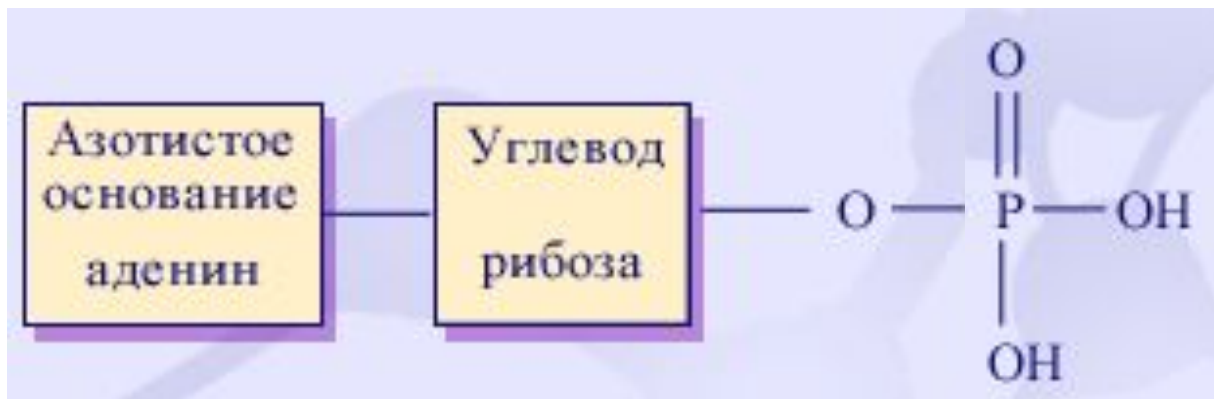 Азотистое
основание
аденин
Углевод
рибоза
O
O
P
OH
OH